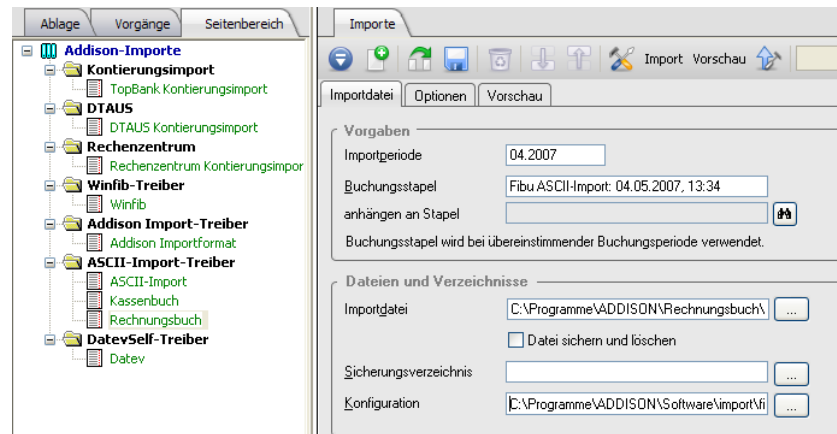 Ablage Vorgänge Seitenbereich
Addison-Importe
Kontierungsimport
TopBank Kontierungsimport
DTAUS
DTAUS Kontierungsimport
Rechenzentrum
Rechenzentrum Kontierungsimpor
Winfib-Treiber
Winfib
Addison Import-Treiber
Addison Importformat
ASCII-Import-Treiber
ASCII-Import
Kassenbuch
Rechnungsbuch
DatevSelf-Treiber
Datev
Importe
Import Vorschau
Importdatei Optionen Vorschau
Vorgaben
Importperiode 04.2007
Buchungsstapel Fibu ASCII-Import: 04.05.2007, 13:34
anhängen an Stapel
Buchungsstapel wird bei übereinstimmender Buchungsperiode verwendet.
Dateien und Verzeichnisse
Importdatei C:\Programme\ADDISON\Rechnungsbuch\ ...
Datei sichern und löschen
Sicherungsverzeichnis ...
Konfiguration C:\Programme\ADDISON\Software\import\fi ...